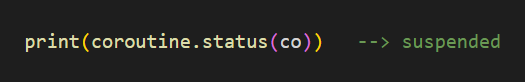 print(coroutine.status(co))   --> suspended